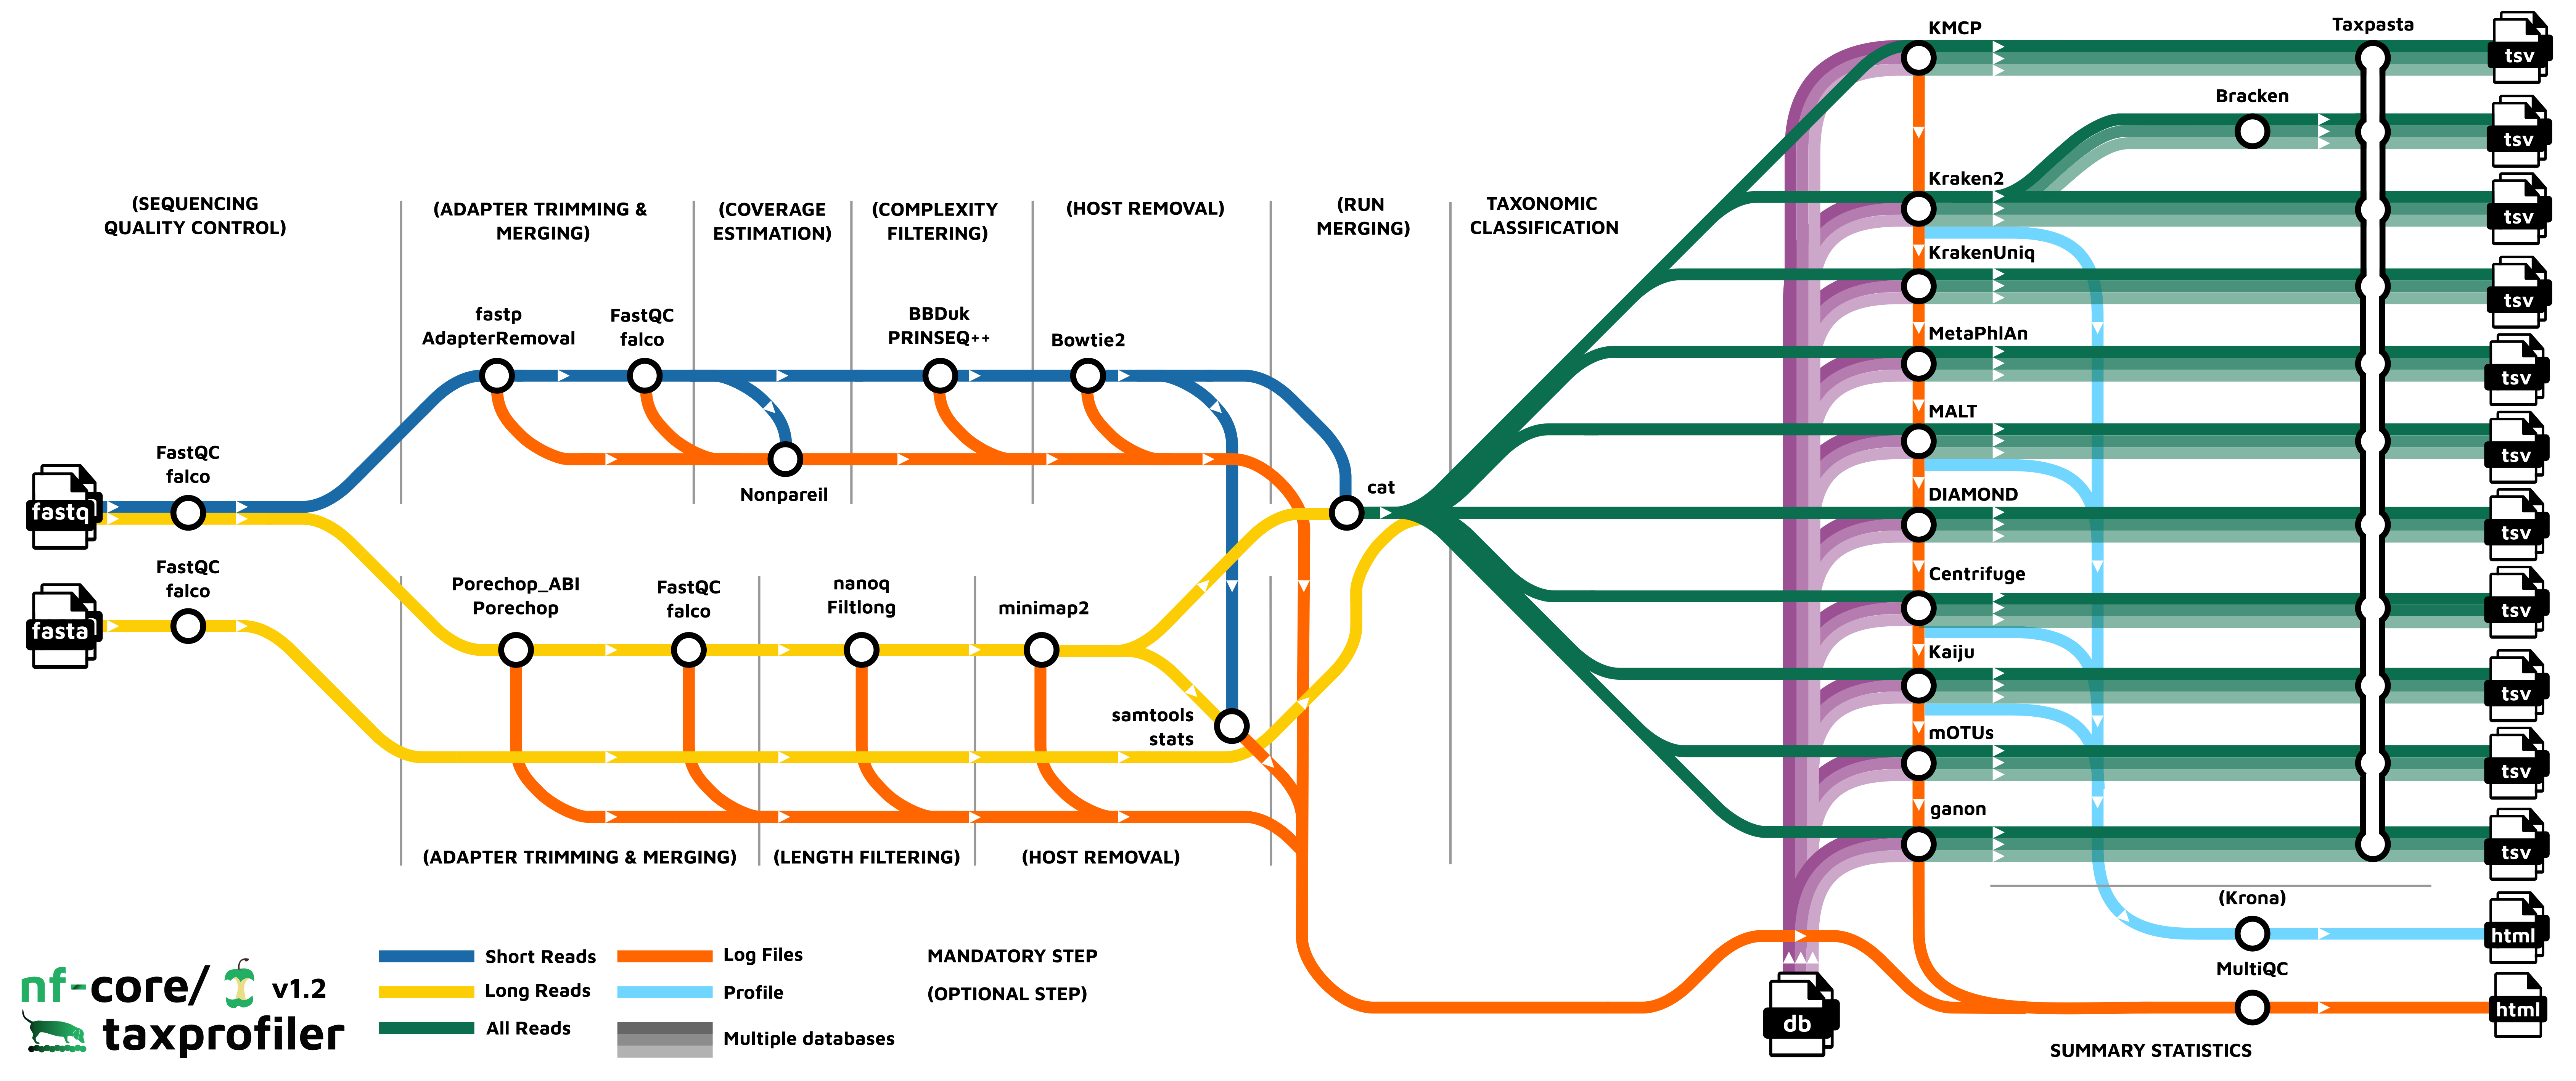 (SEQUENCING
QUALITY CONTROL)
(ADAPTER TRIMMING &
MERGING)
(COVERAGE
ESTIMATION)
(COMPLEXITY
FILTERING)
(HOST REMOVAL)
(RUN
MERGING)
TAXONOMIC
CLASSIFICATION
fastq
FastQC
falco
fasta
FastQC
falco
fastp
AdapterRemoval
FastQC
falco
Nonpareil
BBDuk
PRINSEQ++
Bowtie2
cat
Porechop_ABI
Porechop
FastQC
falco
nanoq
Filtlong
minimap2
samtools
stats
(ADAPTER TRIMMING & MERGING)
(LENGTH FILTERING)
(HOST REMOVAL)
KMCP
Taxpasta
tsv
Bracken
tsv
Kraken2
tsv
KrakenUniq
tsv
MetaPhlAn
tsv
MALT
tsv
DIAMOND
tsv
Centrifuge
tsv
Kaiju
tsv
mOTUs
tsv
ganon
tsv
(Krona)
html
MultiQC
html
SUMMARY STATISTICS
db
nf-core/
v1.2
taxprofiler
Short Reads
Long Reads
All Reads
Log Files
Profile
Multiple databases
MANDATORY STEP
(OPTIONAL STEP)